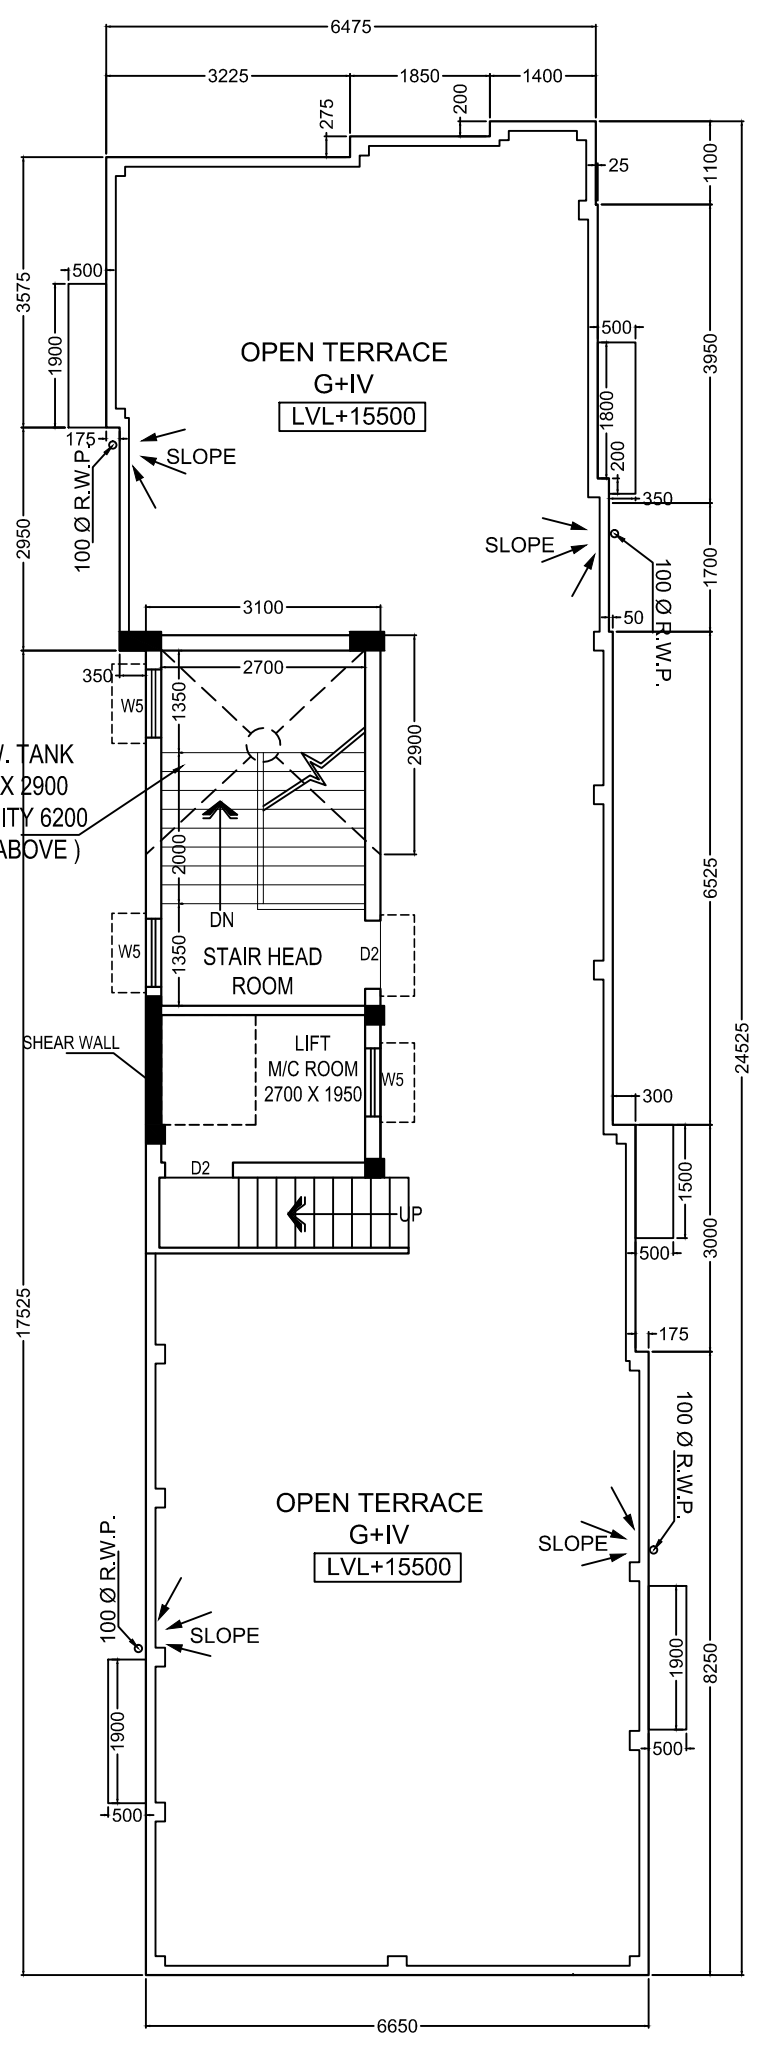 6475
3225
1850
1400
275
200
1100
25
3575
500
1900
500
3950
1800
200
350
OPEN TERRACE
G+IV
LVL+15500
175
SLOPE
100 Ø R.W.P.
2950
SLOPE
1700
100 Ø R.W.P.
50
3100
350
2700
W5
1350
2900
W. TANK
X 2900
ITY 6200
ABOVE )
2000
6525
DN
W5
1350
STAIR HEAD
ROOM
D2
24525
SHEAR WALL
LIFT
M/C ROOM
2700 X 1950
W5
300
D2
1500
UP
500
3000
17525
175
100 Ø R.W.P.
OPEN TERRACE
G+IV
LVL+15500
SLOPE
100 Ø R.W.P.
SLOPE
1900
8250
1900
500
500
6650